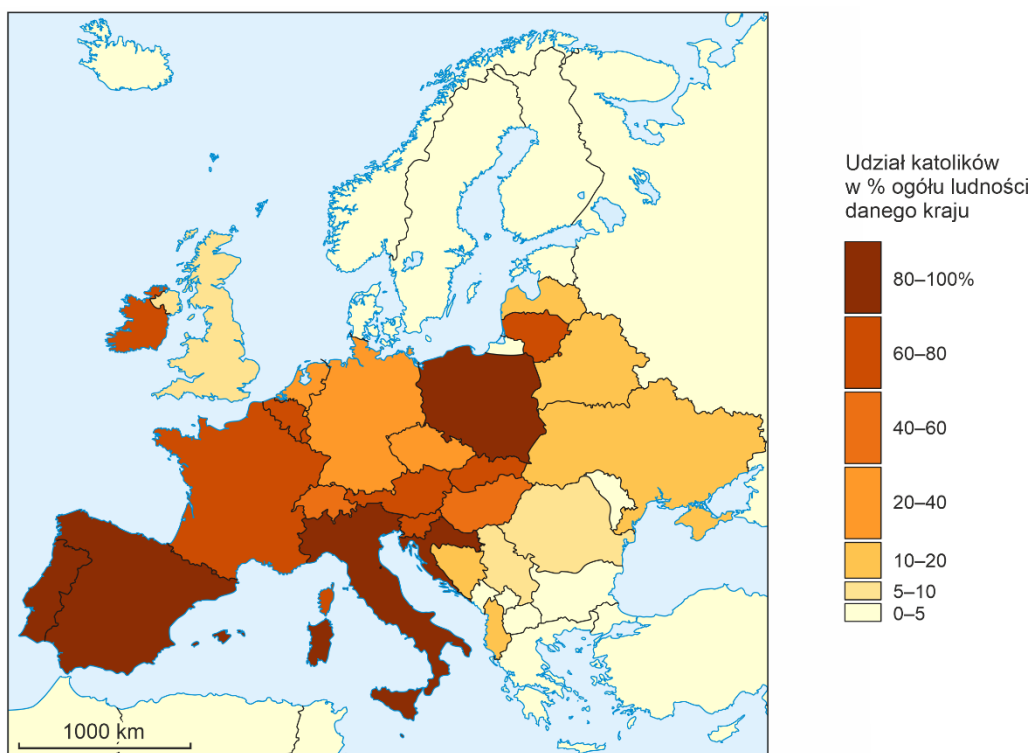 Udział katolików
w % ogółu ludności
danego kraju
80–100%
60–80
40–60
20–40
10–20
5–10
0–5
1000 km